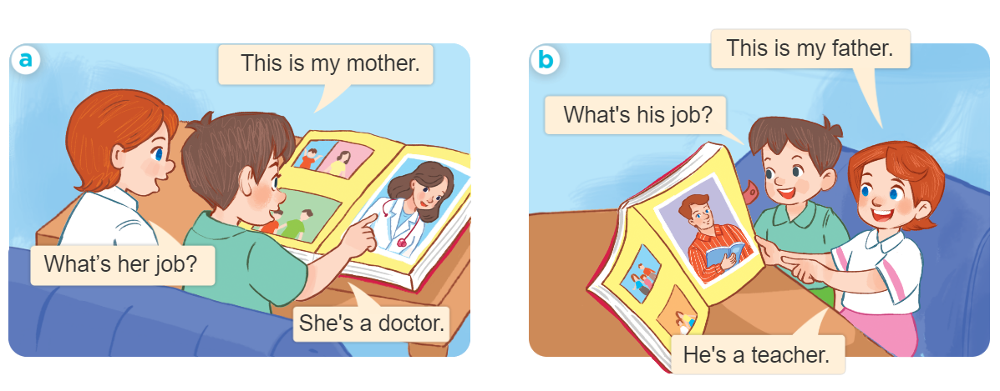 a
This is my mother.
What’s her job?
She's a doctor.
b
This is my father.
What's his job?
He's a teacher.